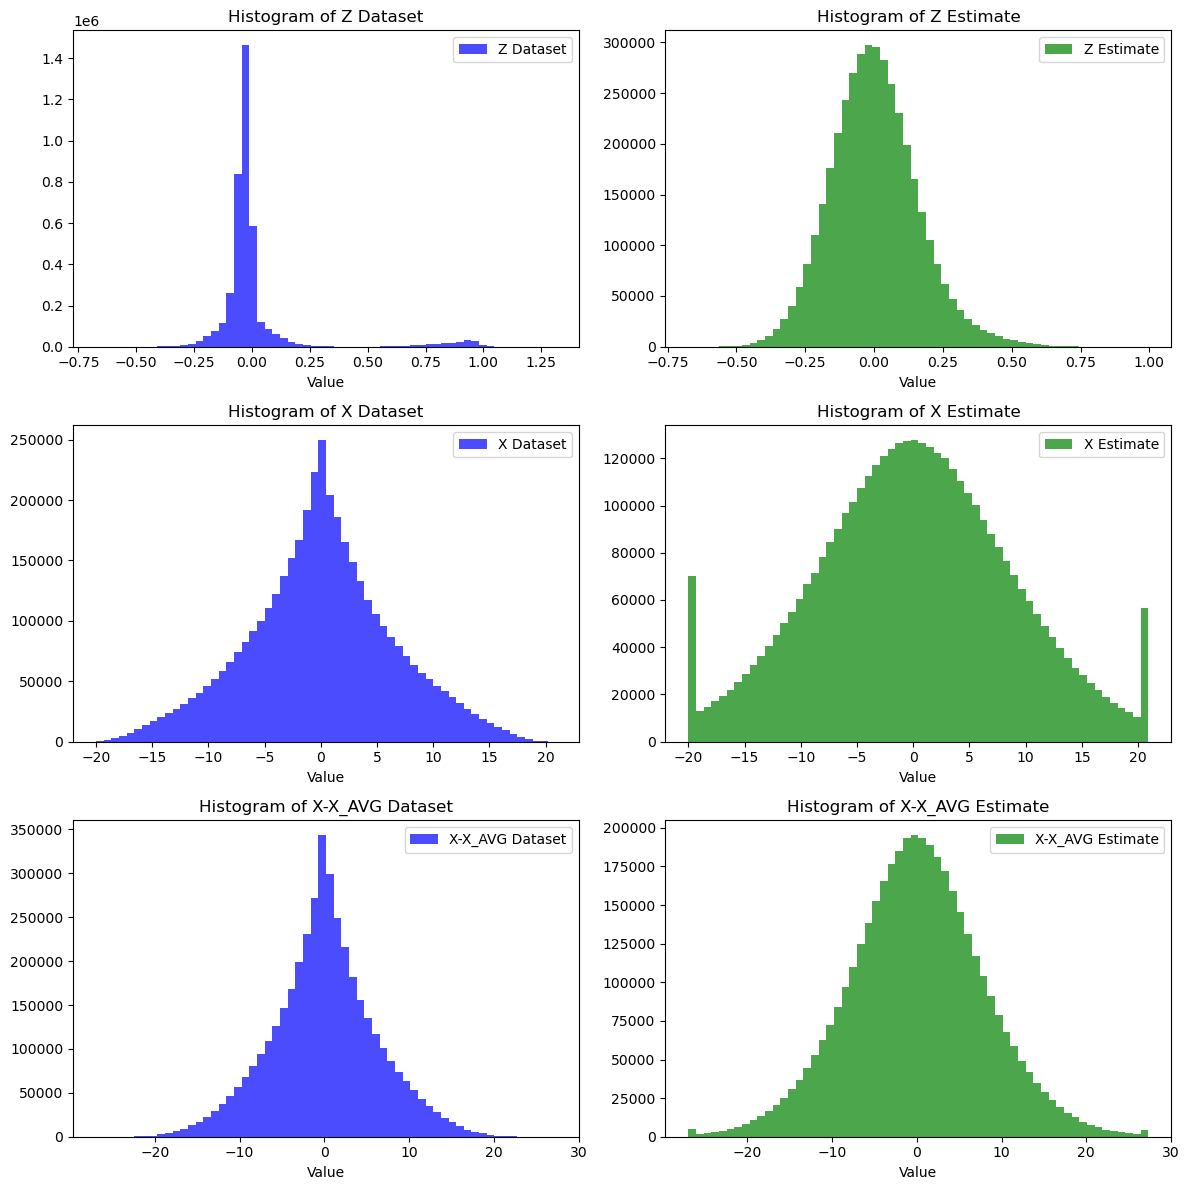 Histogram of Z Dataset
1e6
Z Dataset
1.4
1.2
1.0
0.8
0.6
0.4
0.2
0.0
−0.75 −0.50 −0.25 0.00 0.25 0.50 0.75 1.00 1.25
Value
Histogram of Z Estimate
Z Estimate
300000
250000
200000
150000
100000
50000
0
−0.75 −0.50 −0.25 0.00 0.25 0.50 0.75 1.00
Value
Histogram of X Dataset
X Dataset
250000
200000
150000
100000
50000
0
−20 −15 −10 −5 0 5 10 15 20
Value
Histogram of X Estimate
X Estimate
120000
100000
80000
60000
40000
20000
0
−20 −15 −10 −5 0 5 10 15 20
Value
Histogram of X-X_AVG Dataset
X-X_AVG Dataset
350000
300000
250000
200000
150000
100000
50000
0
−20 −10 0 10 20 30
Value
Histogram of X-X_AVG Estimate
X-X_AVG Estimate
200000
175000
150000
125000
100000
75000
50000
25000
0
−20 −10 0 10 20 30
Value